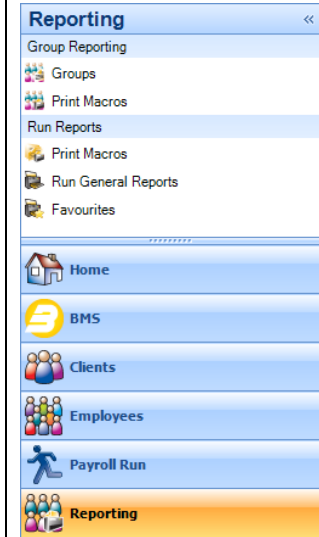 Reporting «
Group Reporting
Groups
Print Macros
Run Reports
Print Macros
Run General Reports
Favourites
Home
BMS
Clients
Employees
Payroll Run
Reporting